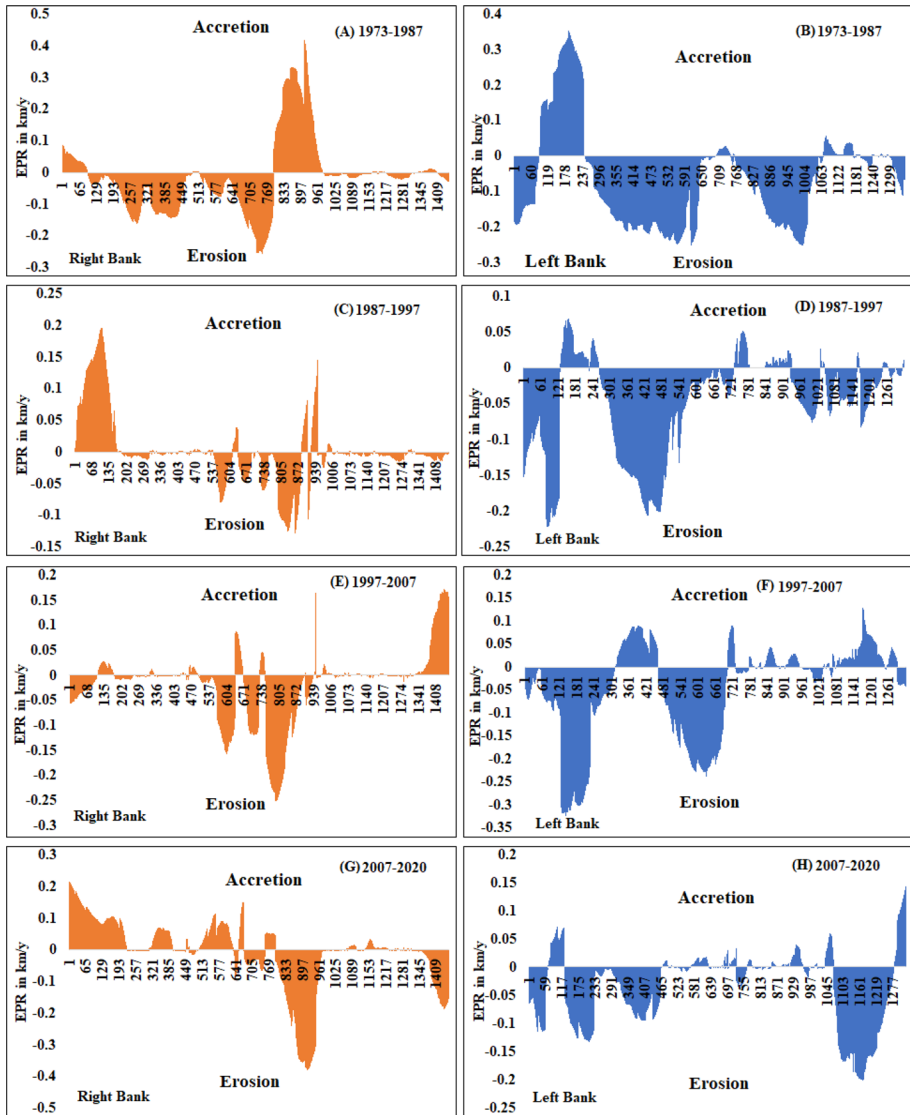 0.5
0.4
0.3
0.2
0.1
0
-0.1
-0.2
-0.3
EPR in km/y
Accretion
(A) 1973-1987
1 65 129 193 257 321 385 449 513 577 641 705 769 833 897 961 1025 1089 1153 1217 1281 1345 1409
Right Bank
Erosion
0.4
0.3
0.2
0.1
0
-0.1
-0.2
-0.3
EPR in km/y
(B) 1973-1987
Accretion
1 60 119 178 237 296 355 414 473 532 591 650 709 768 827 886 945 1004 1063 1122 1181 1240 1299
Left Bank
Erosion
0.25
0.2
0.15
0.1
0.05
0
-0.05
-0.1
-0.15
EPR in km/y
(C) 1987-1997
Accretion
1 68 135 202 269 336 403 470 537 604 671 738 805 872 939 1006 1073 1140 1207 1274 1341 1408
Erosion
Right Bank
0.1
0.05
0
-0.05
-0.1
-0.15
-0.2
-0.25
EPR in km/y
Accretion
(D) 1987-1997
1 61 121 181 241 301 361 421 481 541 601 661 721 781 841 901 961 1021 1081 1141 1201 1261
Erosion
Left Bank
0.2
0.15
0.1
0.05
0
-0.05
-0.1
-0.15
-0.2
-0.25
-0.3
EPR in km/y
(E) 1997-2007
Accretion
1 68 135 202 269 336 403 470 537 604 671 738 805 872 939 1006 1073 1140 1207 1274 1341 1408
Erosion
Right Bank
0.2
0.15
0.1
0.05
0
-0.05
-0.1
-0.15
-0.2
-0.25
-0.3
-0.35
EPR in km/y
(F) 1997-2007
Accretion
1 61 121 181 241 301 361 421 481 541 601 661 721 781 841 901 961 1021 1081 1141 1201 1261
Erosion
Left Bank
0.3
0.2
0.1
0
-0.1
-0.2
-0.3
-0.4
-0.5
EPR in km/y
(G) 2007-2020
Accretion
1 65 129 193 257 321 385 449 513 577 641 705 769 833 897 961 1025 1089 1153 1217 1281 1345 1409
Erosion
Right Bank
0.2
0.15
0.1
0.05
0
-0.05
-0.1
-0.15
-0.2
-0.25
EPR in km/y
(H) 2007-2020
Accretion
1 59 117 175 233 291 349 407 465 523 581 639 697 755 813 871 929 987 1045 1103 1161 1219 1277
Erosion
Left Bank